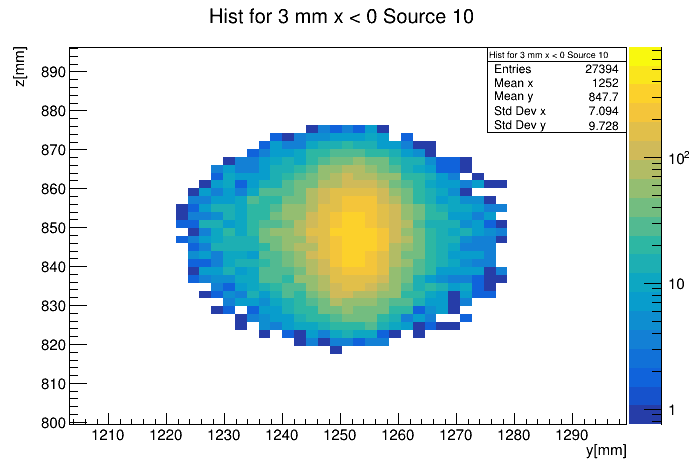 Hist for 3 mm x < 0 Source 10
z[mm]
Hist for 3 mm x < 0 Source 10
Entries 27394
Mean x 1252
Mean y 847.7
Std Dev x 7.094
Std Dev y 9.728
890
880
870
860
850
840
830
820
810
800
1210 1220 1230 1240 1250 1260 1270 1280 1290
y[mm]
10²
10
1